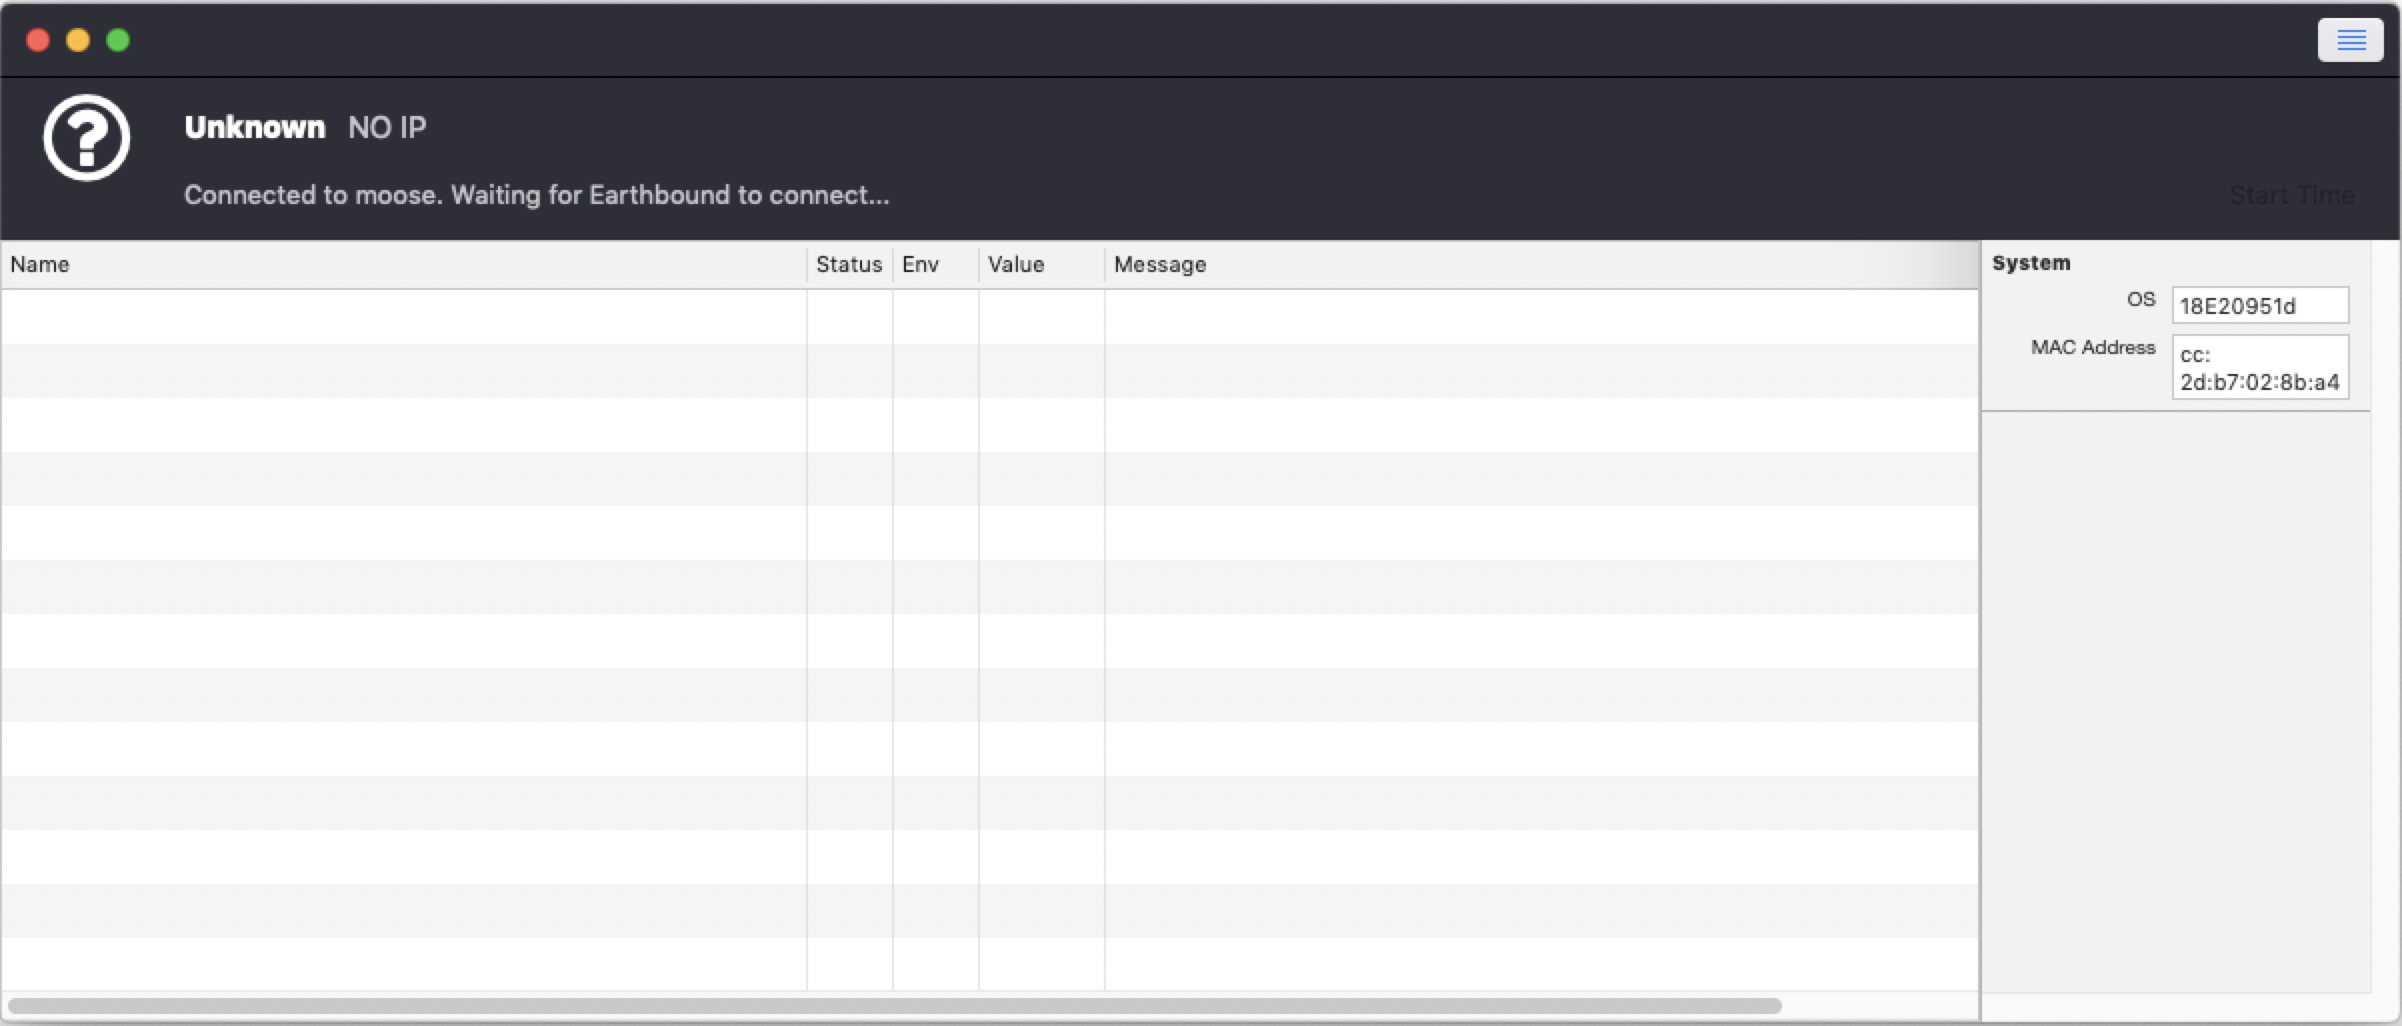 Unknown NO IP
Connected to moose. Waiting for Earthbound to connect...
Start Time
Name Status Env Value Message
System
OS 18E20951d
MAC Address cc:
2d:b7:02:8b:a4